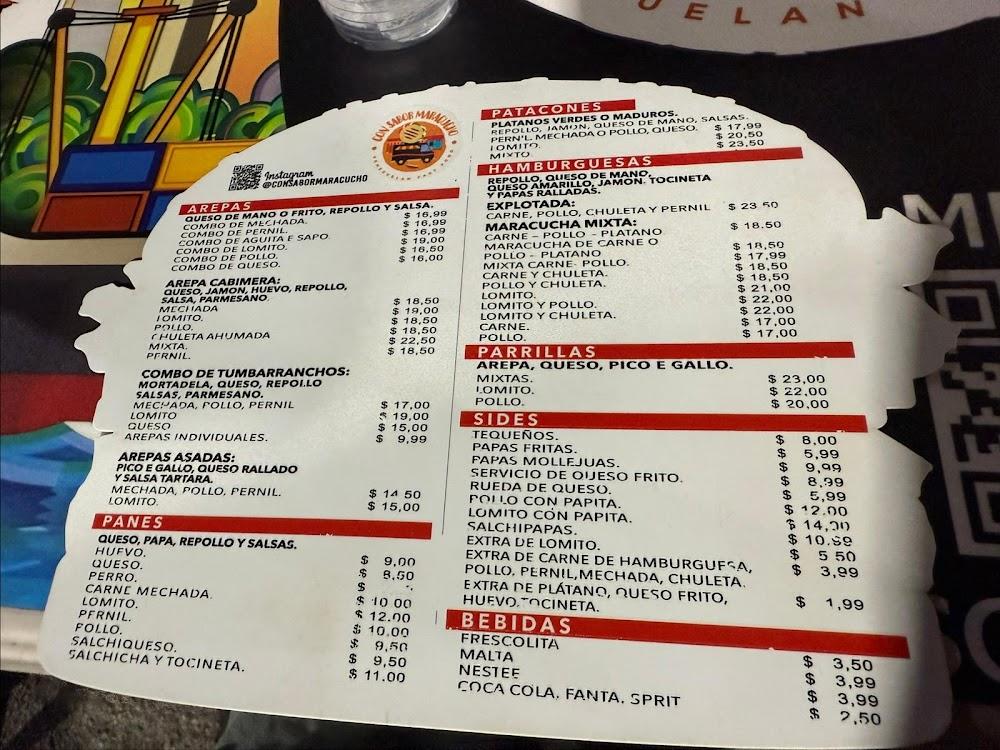 UELAN
CON SABOR MARACUCHO
Instagram
@CONSABORMARACUCHO
AREPAS
QUESO DE MANO O FRITO, REPOLLO Y SALSA.
COMBO DE MECHADA. $ 16,99
COMBO DE PERNIL. $ 16,99
COMBO DE AGUITA E SAPO. $ 16,99
COMBO DE LOMITO. $ 19,00
COMBO DE POLLO. $ 16,50
COMBO DE QUESO. $ 16,00
AREPA CABIMERA:
QUESO, JAMON, HUEVO, REPOLLO,
SALSA, PARMESANO.
MECHADA $ 18,50
LOMITO. $ 19,00
POLLO. $ 18,50
CHULETA AHUMADA $ 18,50
MIXTA. $ 22,50
PERNIL. $ 18,50
COMBO DE TUMBARRANCHOS:
MORTADELA, QUESO, REPOLLO
SALSAS, PARMESANO.
MECHADA, POLLO, PERNIL $ 17,00
LOMITO $ 19,00
QUESO $ 15,00
AREPAS INDIVIDUALES. $ 9,99
AREPAS ASADAS:
PICO E GALLO, QUESO RALLADO
Y SALSA TARTARA.
MECHADA, POLLO, PERNIL. $ 14 50
LOMITO. $ 15,00
PANES
QUESO, PAPA, REPOLLO Y SALSAS.
HUEVO. $ 9,00
QUESO. $ 8,50
PERRO.
CARNE MECHADA. $ 10 00
LOMITO. $ 12.00
PERNIL. $ 10,00
POLLO. $ 9,50
SALCHIQUESO. $ 9,50
SALCHICHA Y TOCINETA. $ 11.00
PATACONES
PLATANOS VERDES O MADUROS.
REPOLLO, JAMON, QUESO DE MANO, SALSAS.
PERN'L MECHADA O POLLO, QUESO. $ 17,99
LOMITO. $ 20,50
MIXTO $ 23,50
HAMBURGUESAS
REPOLLO, QUESO DE MANO,
QUESO AMARILLO, JAMON, TOCINETA
Y PAPAS RALLADAS.
EXPLOTADA:
CARNE, POLLO, CHULETA Y PERNIL $ 23 50
MARACUCHA MIXTA:
CARNE - POLLO - PLATANO $ 18,50
MARACUCHA DE CARNE O
POLLO - PLATANO $ 18,50
MIXTA CARNE- POLLO. $ 17,99
CARNE Y CHULETA. $ 18,50
POLLO Y CHULETA. $ 18,50
LOMITO. $ 21,00
LOMITO Y POLLO. $ 22,00
LOMITO Y CHULETA. $ 22,00
CARNE. $ 17,00
POLLO. $ 17,00
PARRILLAS
AREPA, QUESO, PICO E GALLO.
MIXTAS. $ 23,00
LOMITO. $ 22,00
POLLO. $ 20,00
SIDES
TEQUEÑOS. $ 8,00
PAPAS FRITAS. $ 5,99
PAPAS MOLLEJUAS. $ 9,99
SERVICIO DE QUESO FRITO. $ 8,99
RUEDA DE QUESO. $ 5,99
POLLO CON PAPITA. $ 12.00
LOMITO CON PAPITA. $ 14,00
SALCHIPAPAS. $ 10.99
EXTRA DE LOMITO. $ 5 50
EXTRA DE CARNE DE HAMBURGUESA, $ 3,99
POLLO, PERNIL,MECHADA, CHULETA.
EXTRA DE PLÁTANO, QUESO FRITO,
HUEVO,TOCINETA. $ 1,99
BEBIDAS
FRESCOLITA $ 3,50
MALTA $ 3,99
NESTEE $ 3,99
COCA COLA, FANTA, SPRIT $ 2,50